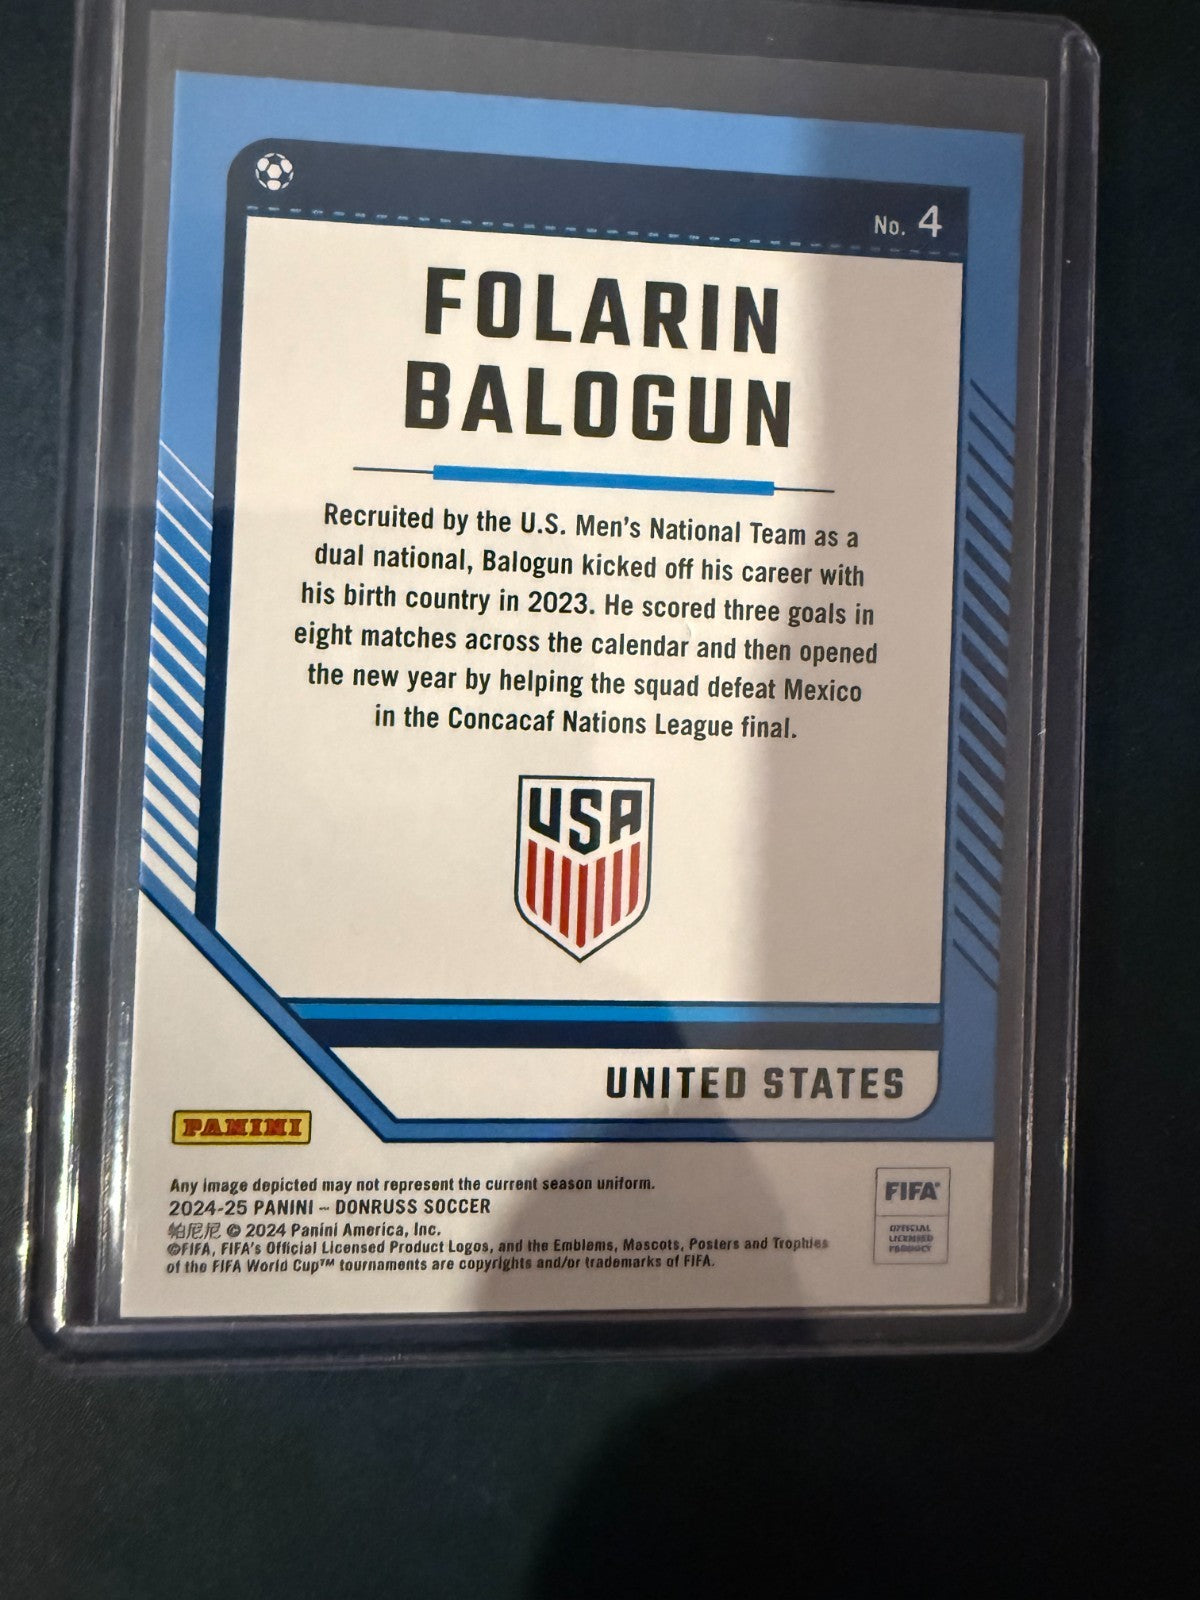 No. 4
FOLARIN
BALOGUN
Recruited by the U.S. Men's National Team as a
dual national, Balogun kicked off his career with
his birth country in 2023. He scored three goals in
eight matches across the calendar and then opened
the new year by helping the squad defeat Mexico
in the Concacaf Nations League final.
USA
UNITED STATES
PANINI
Any image depicted may not represent the current season uniform.
2024-25 PANINI – DONRUSS SOCCER
帕尼尼 © 2024 Panini America, Inc.
©FIFA, FIFA's Official Licensed Product Logos, and the Emblems, Mascots, Posters and Trophies
of the FIFA World Cup™ tournaments are copyrights and/or trademarks of FIFA.
FIFA®
OFFICIAL
LICENSED
PRODUCT